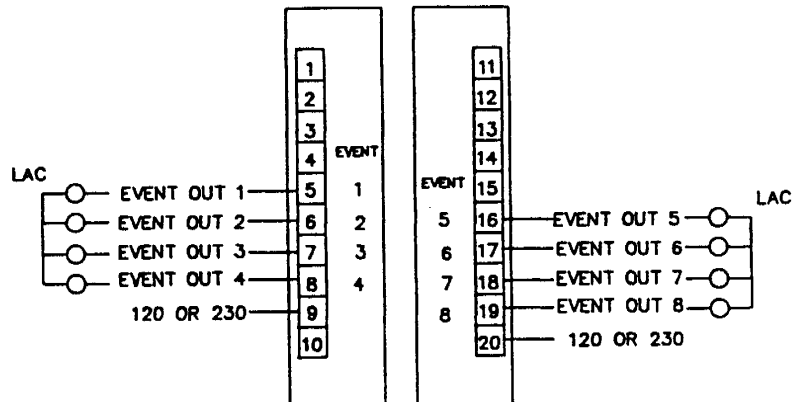 1
2
3
4
EVENT
LAC
EVENT OUT 1
5
1
EVENT OUT 2
6
2
EVENT OUT 3
7
3
EVENT OUT 4
8
4
120 OR 230
9
10
11
12
13
14
EVENT
15
LAC
5
16
EVENT OUT 5
6
17
EVENT OUT 6
7
18
EVENT OUT 7
8
19
EVENT OUT 8
20
120 OR 230